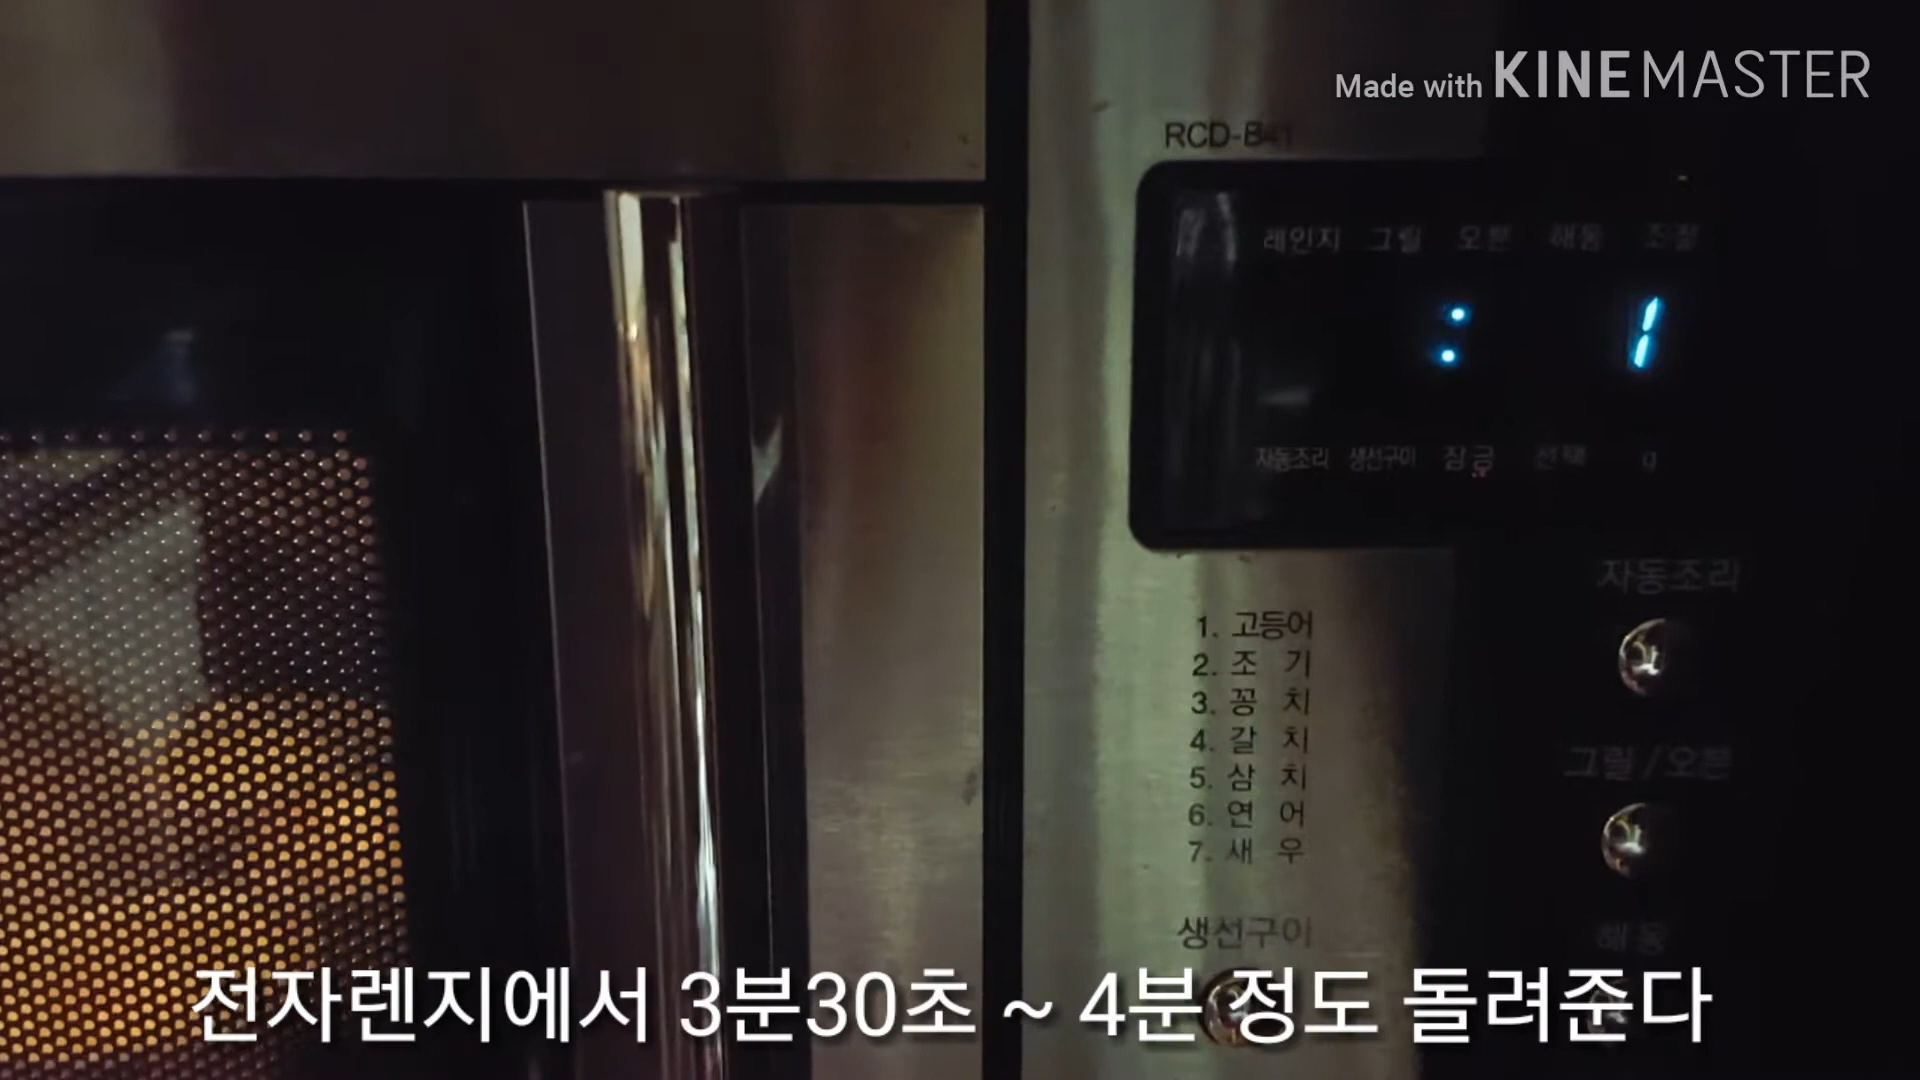 Made with KINEMASTER
RCD-B41
레인지 그릴 오븐 해동 조절
: 1
자동조리 생선구이 잠금 선택 g
자동조리
1. 고등어
2. 조 기
3. 꽁 치
4. 갈 치
5. 삼 치
6. 연 어
7. 새 우
그릴/오븐
생선구이
해동
전자렌지에서 3분30초 ~ 4분 정도 돌려준다